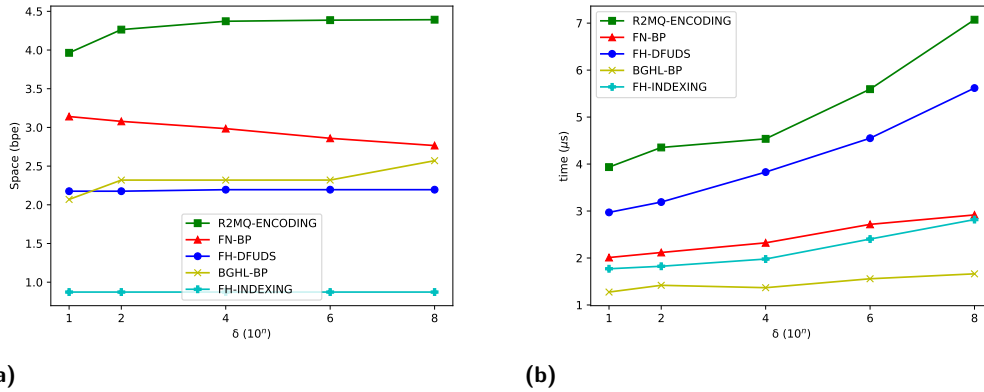 4.5
4.0
3.5
3.0
2.5
2.0
1.5
1.0
Space (bpe)
R2MQ-ENCODING
FN-BP
FH-DFUDS
BGHL-BP
FH-INDEXING
1 2 4 6 8
δ (10ⁿ)
a)
7
6
5
4
3
2
1
time (μs)
R2MQ-ENCODING
FN-BP
FH-DFUDS
BGHL-BP
FH-INDEXING
1 2 4 6 8
δ (10ⁿ)
(b)